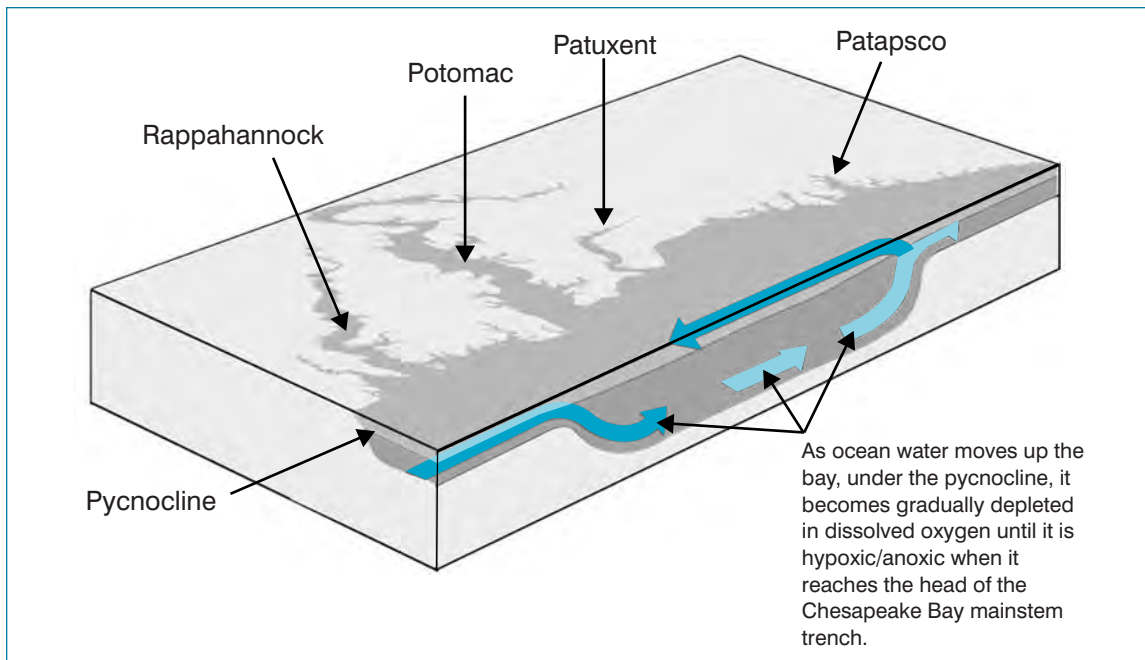 Patuxent
Patapsco
Potomac
Rappahannock
Pycnocline
As ocean water moves up the
bay, under the pycnocline, it
becomes gradually depleted
in dissolved oxygen until it is
hypoxic/anoxic when it
reaches the head of the
Chesapeake Bay mainstem
trench.